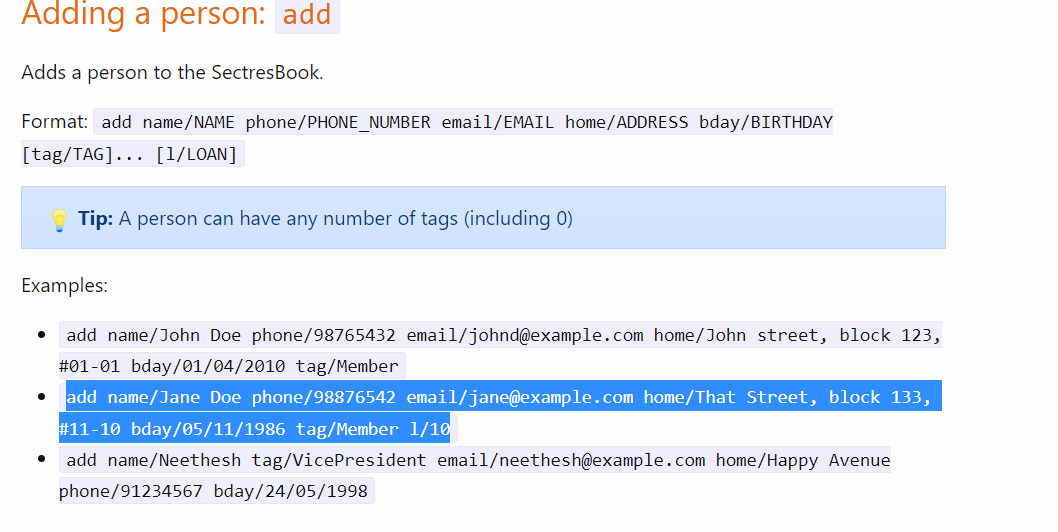 Adding a person: add
Adds a person to the SectresBook.
Format: add name/NAME phone/PHONE_NUMBER email/EMAIL home/ADDRESS bday/BIRTHDAY
[tag/TAG]... [l/LOAN]
Tip: A person can have any number of tags (including 0)
Examples:
add name/John Doe phone/98765432 email/johnd@example.com home/John street, block 123,
#01-01 bday/01/04/2010 tag/Member
add name/Jane Doe phone/98876542 email/jane@example.com home/That Street, block 133,
#11-10 bday/05/11/1986 tag/Member l/10
add name/Neethesh tag/VicePresident email/neethesh@example.com home/Happy Avenue
phone/91234567 bday/24/05/1998